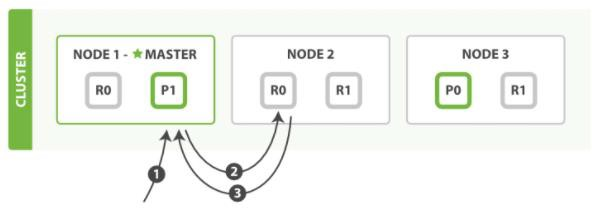 CLUSTER
NODE 1 - ★ MASTER
R0 P1
NODE 2
R0 R1
NODE 3
P0 R1
1
2
3